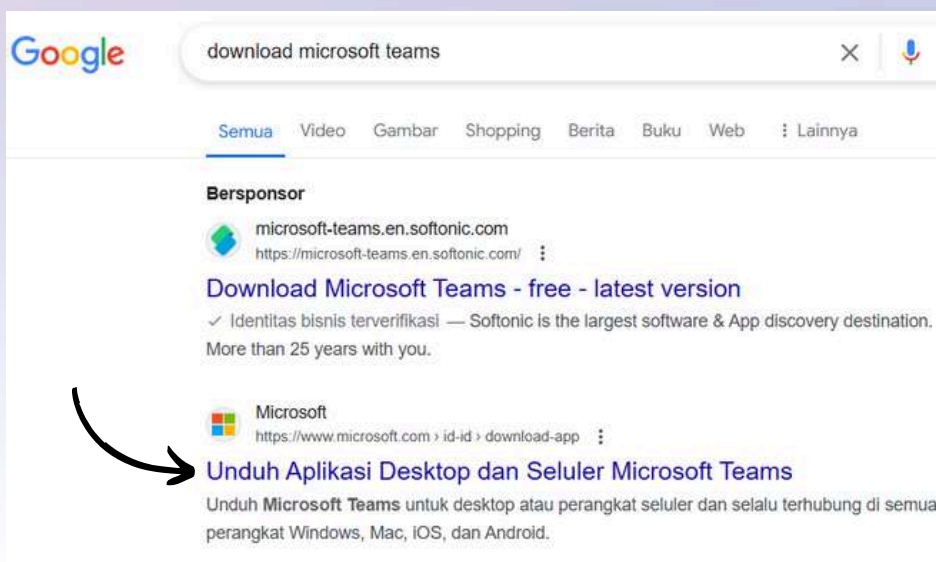 Google
download microsoft teams
Semua Video Gambar Shopping Berita Buku Web Lainnya
Bersponsor
microsoft-teams.en.softonic.com
https://microsoft-teams.en.softonic.com/
Download Microsoft Teams - free - latest version
✓ Identitas bisnis terverifikasi — Softonic is the largest software & App discovery destination.
More than 25 years with you.
Microsoft
https://www.microsoft.com › id-id › download-app
Unduh Aplikasi Desktop dan Seluler Microsoft Teams
Unduh Microsoft Teams untuk desktop atau perangkat seluler dan selalu terhubung di semua
perangkat Windows, Mac, iOS, dan Android.